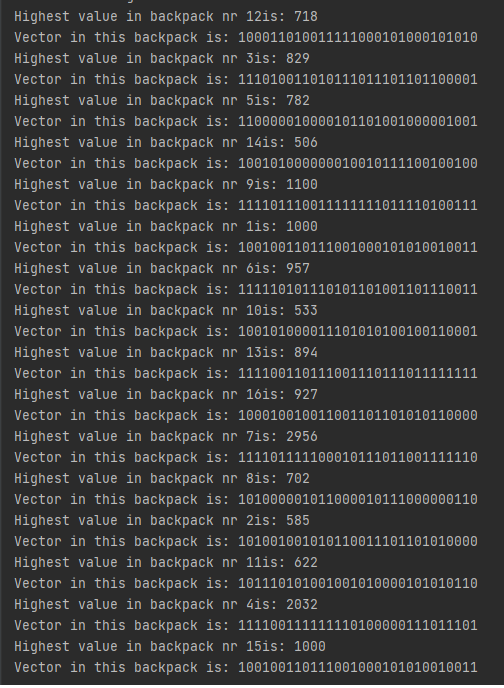 Highest value in backpack nr 12is: 718
Vector in this backpack is: 100011010011111000101000101010
Highest value in backpack nr 3is: 829
Vector in this backpack is: 111010011010111011101101100001
Highest value in backpack nr 5is: 782
Vector in this backpack is: 110000010000101101001000001001
Highest value in backpack nr 14is: 506
Vector in this backpack is: 100101000000010010111100100100
Highest value in backpack nr 9is: 1100
Vector in this backpack is: 111101110011111111011110100111
Highest value in backpack nr 1is: 1000
Vector in this backpack is: 100100110111001000101010010011
Highest value in backpack nr 6is: 957
Vector in this backpack is: 111110101110101101001101110011
Highest value in backpack nr 10is: 533
Vector in this backpack is: 100101000011101010100100110001
Highest value in backpack nr 13is: 894
Vector in this backpack is: 111100110111001110111011111111
Highest value in backpack nr 16is: 927
Vector in this backpack is: 100010010011001101101010110000
Highest value in backpack nr 7is: 2956
Vector in this backpack is: 111101111100010111011001111110
Highest value in backpack nr 8is: 702
Vector in this backpack is: 101000001011000010111000000110
Highest value in backpack nr 2is: 585
Vector in this backpack is: 101001001010110011101101010000
Highest value in backpack nr 11is: 622
Vector in this backpack is: 101110101001001010000101010110
Highest value in backpack nr 4is: 2032
Vector in this backpack is: 111100111111110100000111011101
Highest value in backpack nr 15is: 1000
Vector in this backpack is: 100100110111001000101010010011